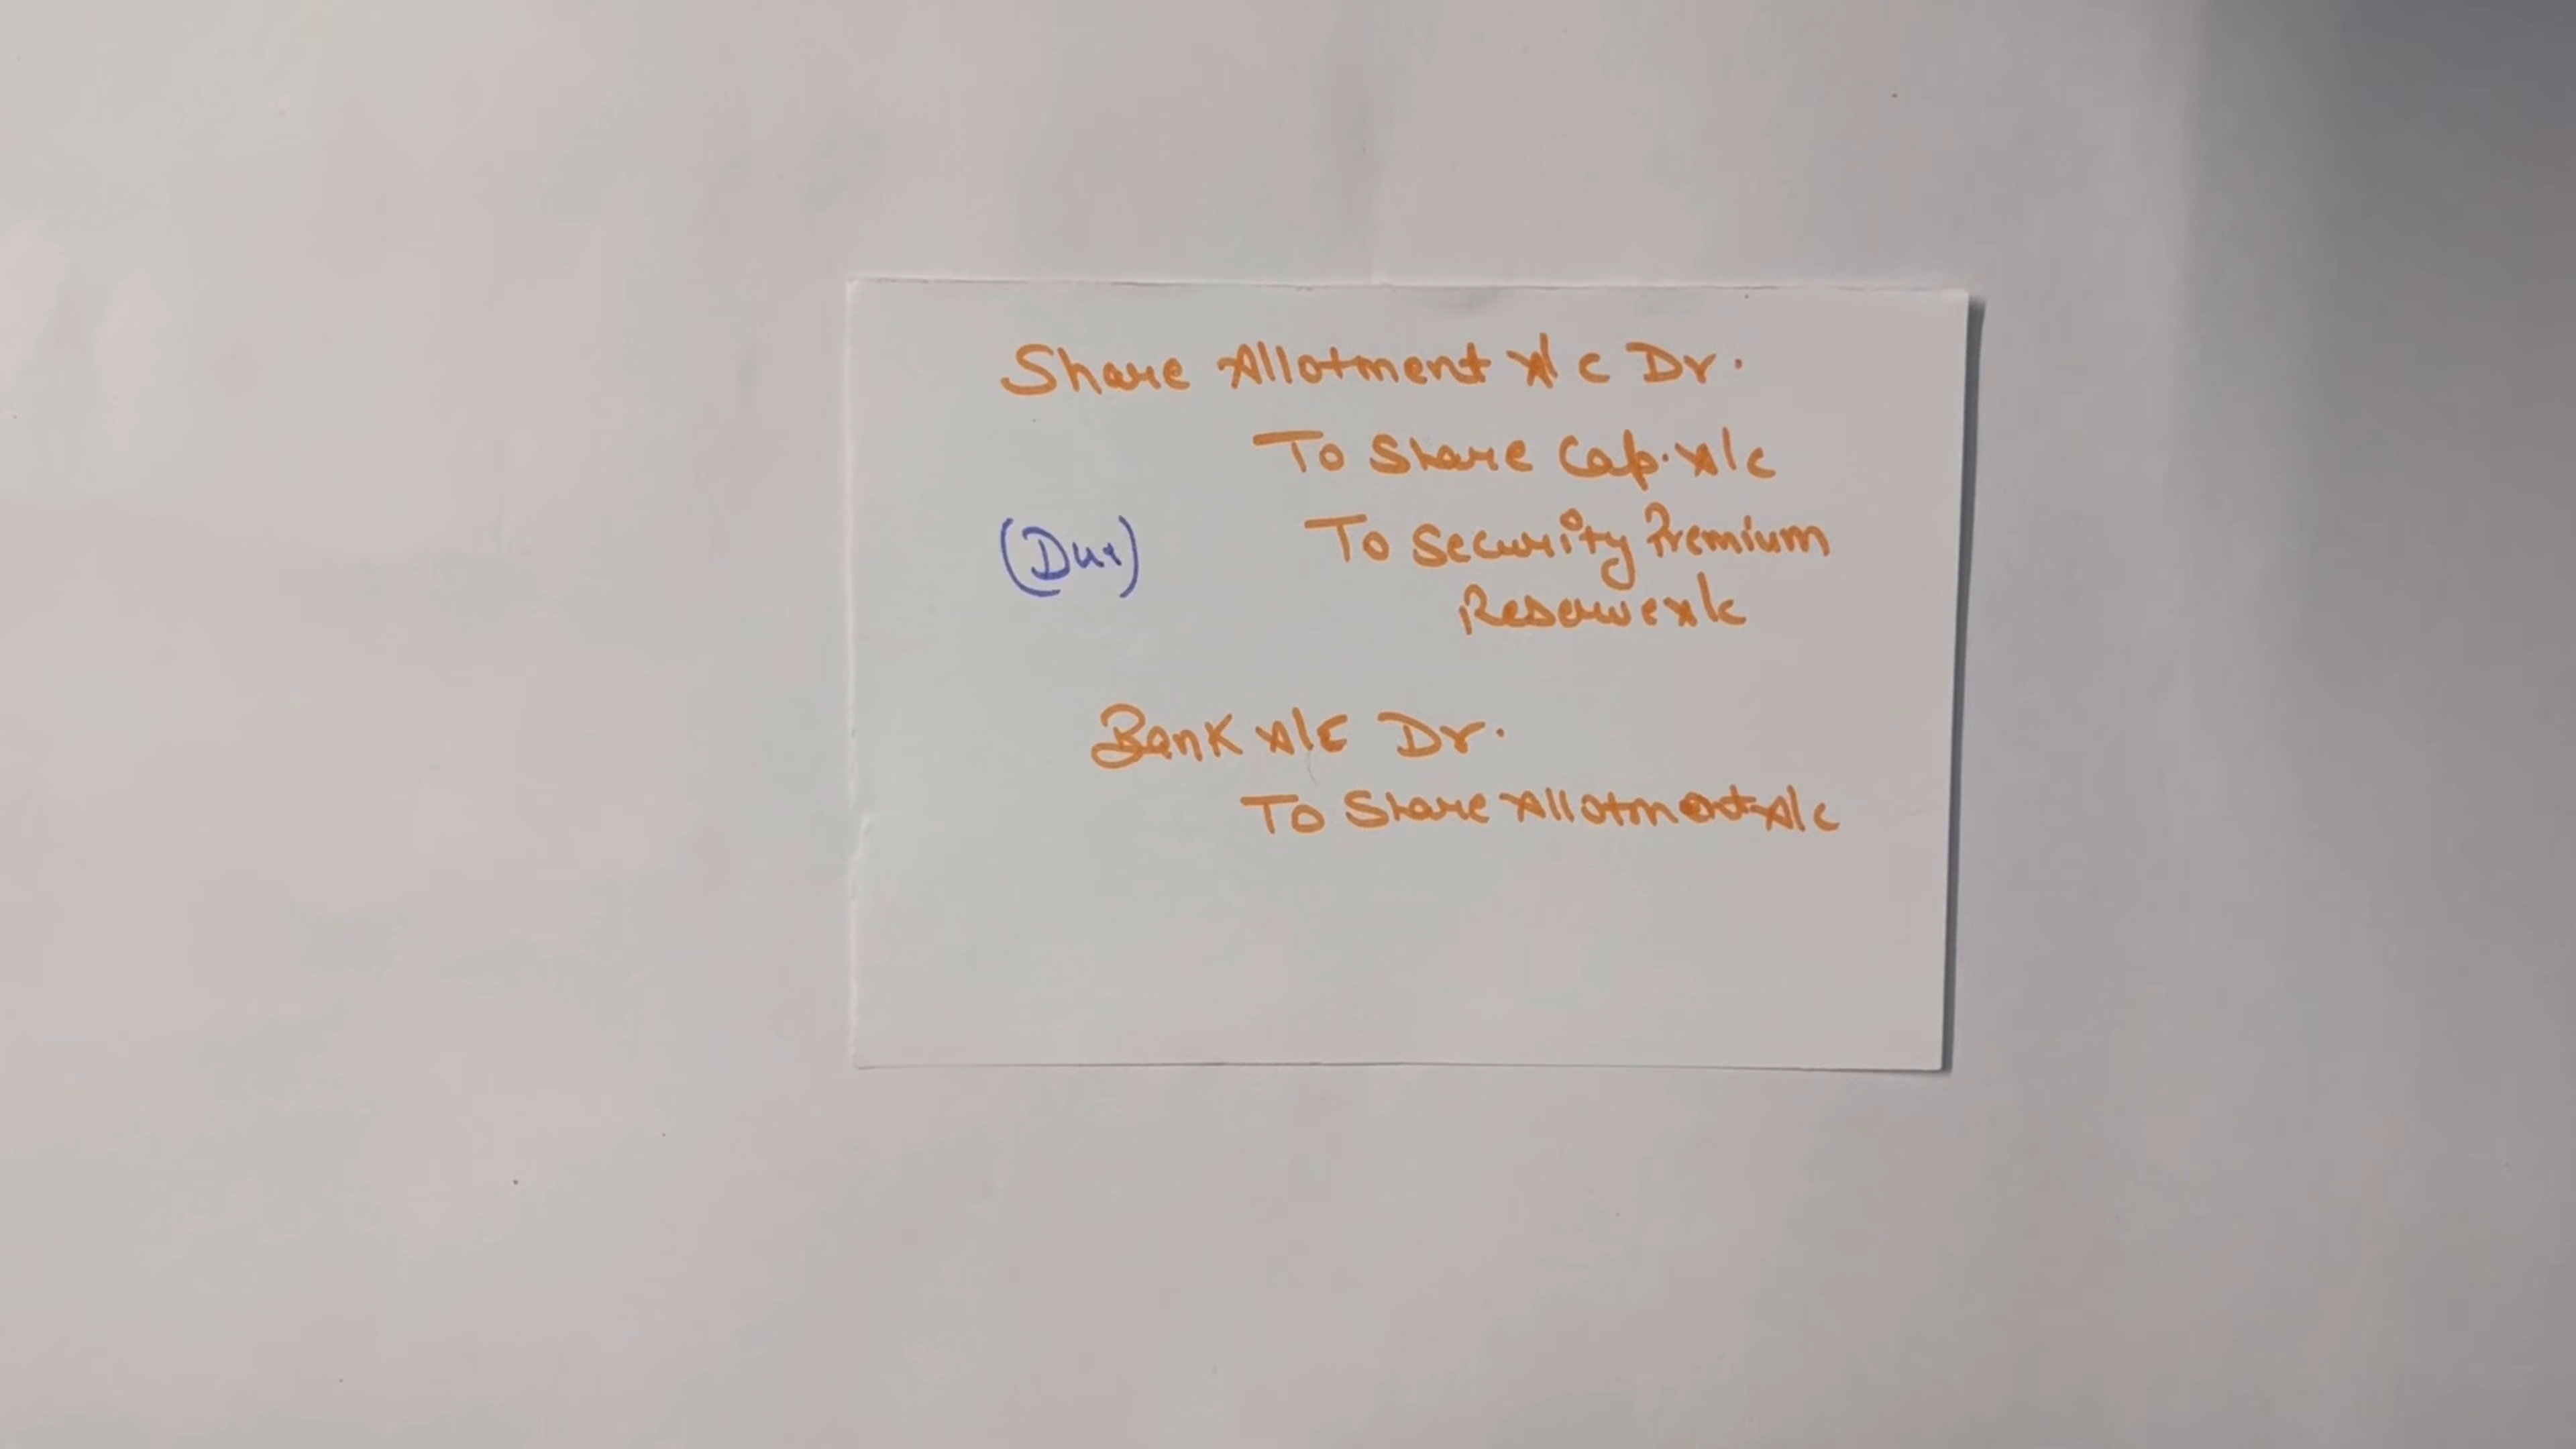 Share Allotment A/c Dr.
To Share Cap. A/c
(Due) To Security Premium
Reserve A/c
Bank A/c Dr.
To Share Allotment A/c